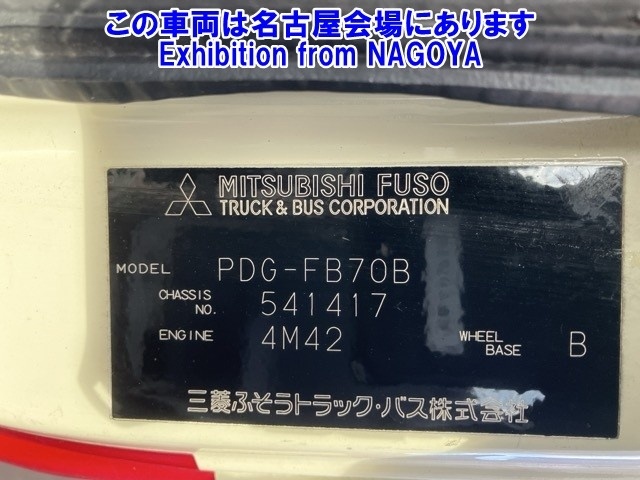 この車両は名古屋会場にあります
Exhibition from NAGOYA
MITSUBISHI FUSO
TRUCK & BUS CORPORATION
MODEL PDG-FB70B
CHASSIS NO. 541417
ENGINE 4M42 WHEEL BASE B
三菱ふそうトラック・バス株式会社